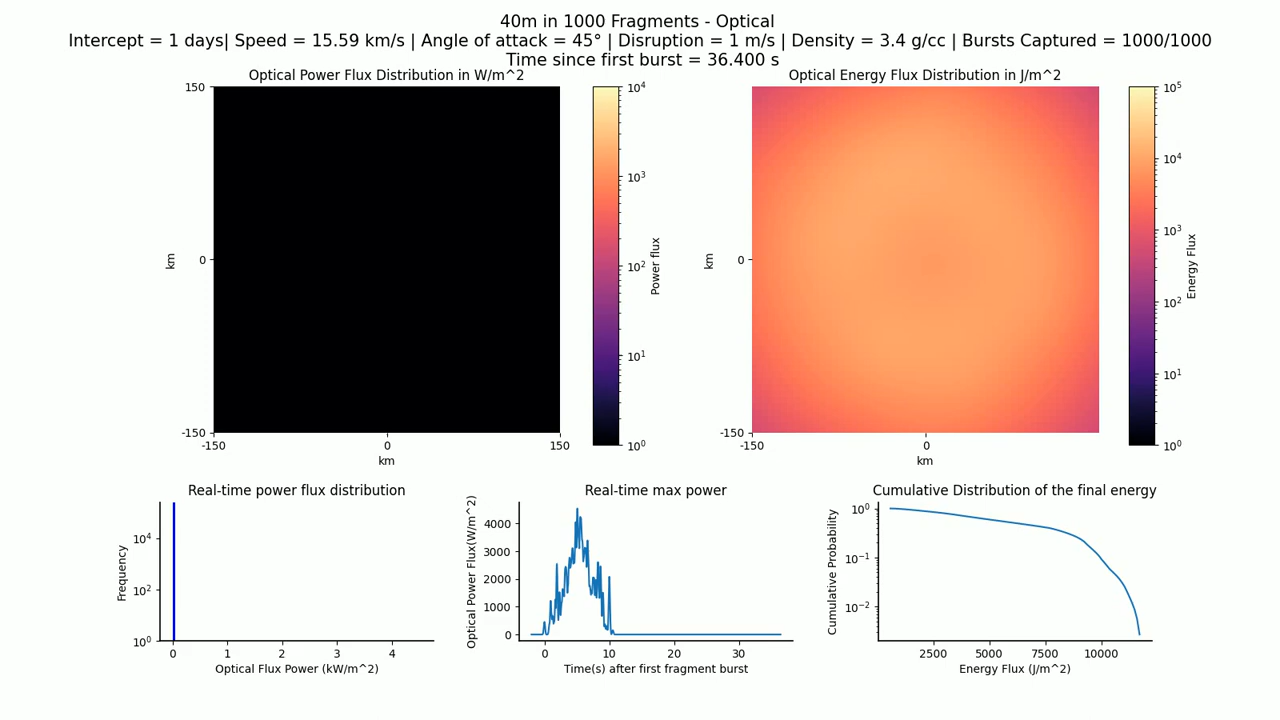 40m in 1000 Fragments - Optical
Intercept = 1 days| Speed = 15.59 km/s | Angle of attack = 45° | Disruption = 1 m/s | Density = 3.4 g/cc | Bursts Captured = 1000/1000
Time since first burst = 36.400 s
Optical Power Flux Distribution in W/m^2
150
0
-150
km
-150
0
150
km
10^4
10^3
10^2
10^1
10^0
Power flux
Optical Energy Flux Distribution in J/m^2
km
0
-150
-150
0
km
10^5
10^4
10^3
10^2
10^1
10^0
Energy Flux
Real-time power flux distribution
Frequency
10^4
10^2
10^0
0
1
2
3
4
Optical Flux Power (kW/m^2)
Real-time max power
Optical Power Flux(W/m^2)
4000
3000
2000
1000
0
0
10
20
30
Time(s) after first fragment burst
Cumulative Distribution of the final energy
Cumulative Probability
10^0
10^-1
10^-2
2500
5000
7500
10000
Energy Flux (J/m^2)